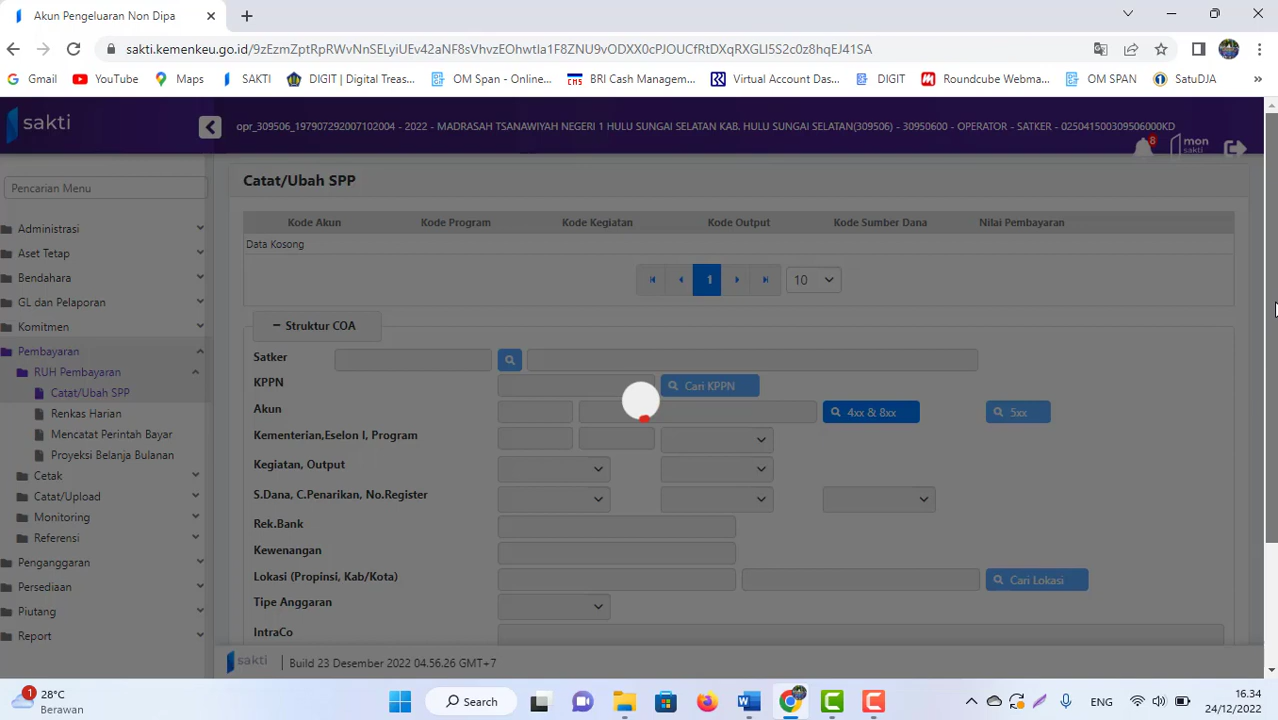 Akun Pengeluaran Non Dipa
sakti.kemenkeu.go.id/9zEzmZptRpRWvNnSELyiUEv42aNF8sVhvzEOhwtIa1F8ZNU9vODXX0cPJOUCfRtDXqRXGLI5S2c0z8hqEJ41SA
Gmail YouTube Maps SAKTI DIGIT | Digital Treas... OM Span - Online... CMS BRI Cash Managem... Virtual Account Das... DIGIT Roundcube Webma... OM SPAN SatuDJA »
sakti
opr_309506_197907292007102004 - 2022 - MADRASAH TSANAWIYAH NEGERI 1 HULU SUNGAI SELATAN KAB. HULU SUNGAI SELATAN(309506) - 30950600 - OPERATOR - SATKER - 025041500309506000KD
8
mon sakti
Pencarian Menu
Administrasi
Aset Tetap
Bendahara
GL dan Pelaporan
Komitmen
Pembayaran
RUH Pembayaran
Catat/Ubah SPP
Renkas Harian
Mencatat Perintah Bayar
Proyeksi Belanja Bulanan
Cetak
Catat/Upload
Monitoring
Referensi
Penganggaran
Persediaan
Piutang
Report
Catat/Ubah SPP
Kode Akun Kode Program Kode Kegiatan Kode Output Kode Sumber Dana Nilai Pembayaran
Data Kosong
1 10
− Struktur COA
Satker
KPPN Cari KPPN
Akun 4xx & 8xx 5xx
Kementerian,Eselon I, Program
Kegiatan, Output
S.Dana, C.Penarikan, No.Register
Rek.Bank
Kewenangan
Lokasi (Propinsi, Kab/Kota) Cari Lokasi
Tipe Anggaran
IntraCo
sakti | Build 23 Desember 2022 04.56.26 GMT+7
1
28°C
Berawan
Search
ENG
16.34
24/12/2022